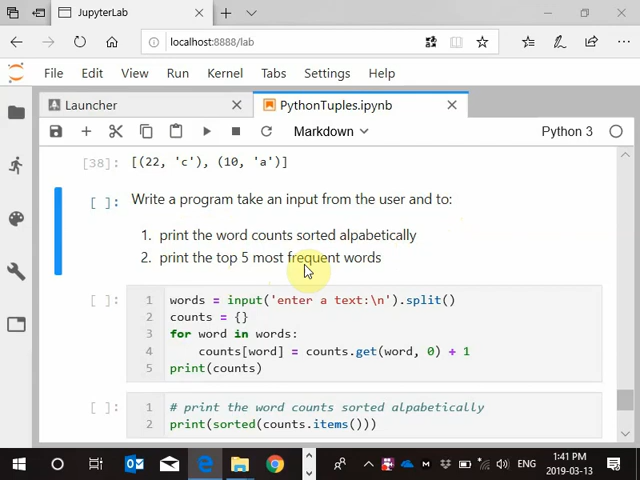 JupyterLab
localhost:8888/lab
File Edit View Run Kernel Tabs Settings Help
Launcher
PythonTuples.ipynb
Markdown
Python 3
[38]: [(22, 'c'), (10, 'a')]
[ ]: Write a program take an input from the user and to:
1. print the word counts sorted alpabetically
2. print the top 5 most frequent words
[ ]: 1 words = input('enter a text:\n').split()
2 counts = {}
3 for word in words:
4 counts[word] = counts.get(word, 0) + 1
5 print(counts)
[ ]: 1 # print the word counts sorted alpabetically
2 print(sorted(counts.items()))
ENG
1:41 PM
2019-03-13